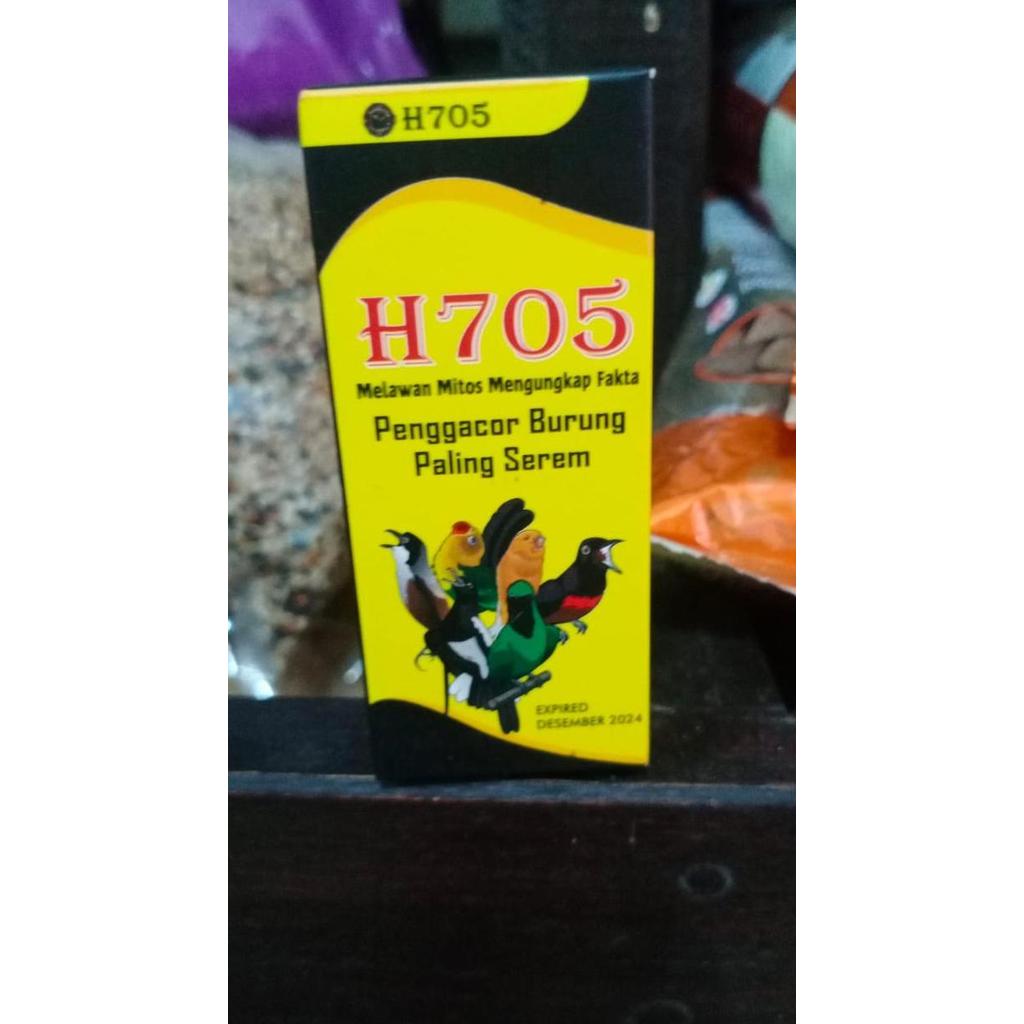 H705
H705
Melawan Mitos Mengungkap Fakta
Penggacor Burung
Paling Serem
EXPIRED
DESEMBER 2024